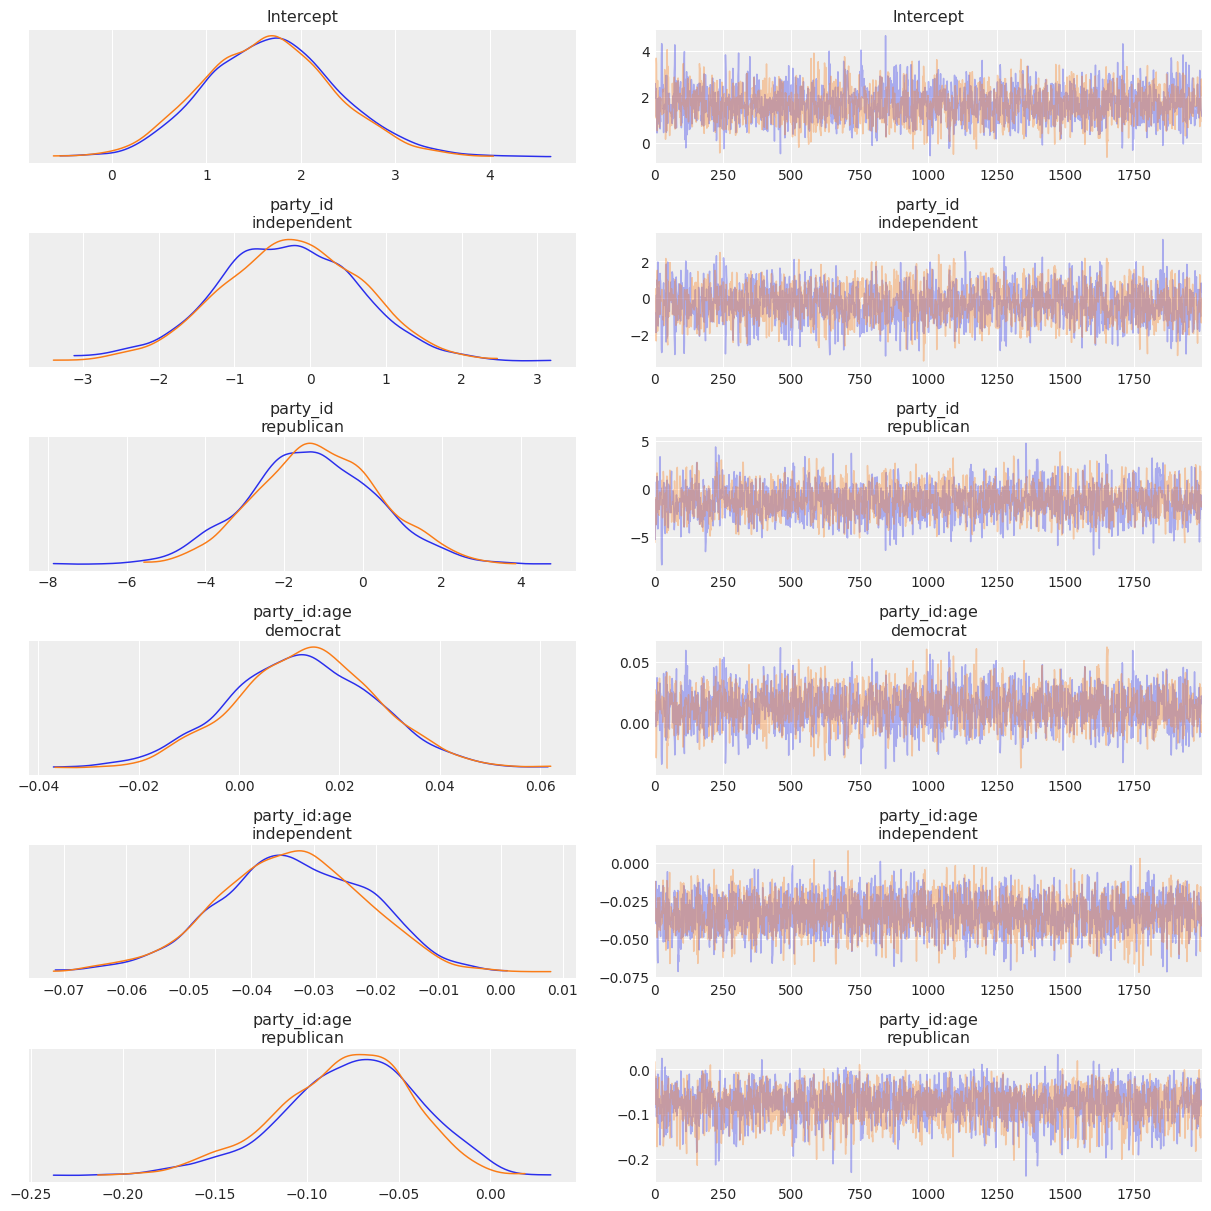 Intercept
Intercept
0 1 2 3 4
4
2
0
0 250 500 750 1000 1250 1500 1750
party_id
independent
party_id
independent
−3 −2 −1 0 1 2 3
2
0
−2
0 250 500 750 1000 1250 1500 1750
party_id
republican
party_id
republican
−8 −6 −4 −2 0 2 4
5
0
−5
0 250 500 750 1000 1250 1500 1750
party_id:age
democrat
party_id:age
democrat
−0.04 −0.02 0.00 0.02 0.04 0.06
0.05
0.00
0 250 500 750 1000 1250 1500 1750
party_id:age
independent
party_id:age
independent
−0.07 −0.06 −0.05 −0.04 −0.03 −0.02 −0.01 0.00 0.01
0.000
−0.025
−0.050
−0.075
0 250 500 750 1000 1250 1500 1750
party_id:age
republican
party_id:age
republican
−0.25 −0.20 −0.15 −0.10 −0.05 0.00
0.0
−0.1
−0.2
0 250 500 750 1000 1250 1500 1750